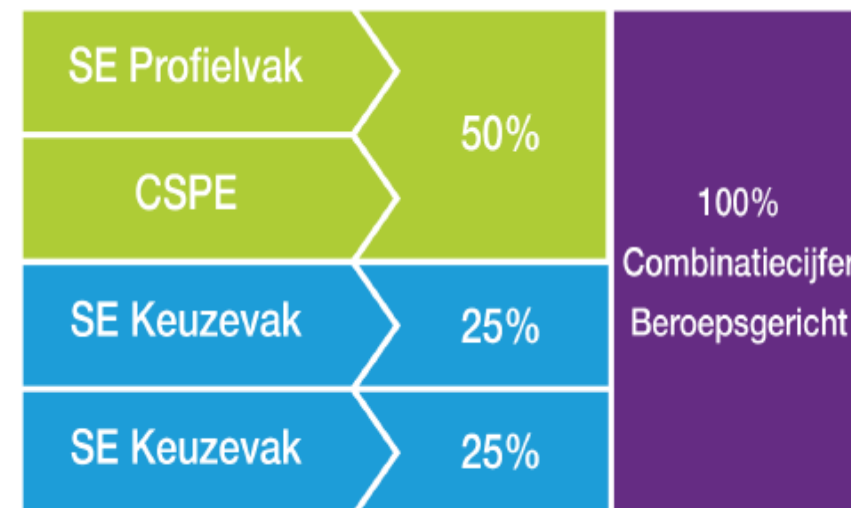 SE Profielvak
50%
CSPE
SE Keuzevak
25%
SE Keuzevak
25%
100%
Combinatiecijfer
Beroepsgericht